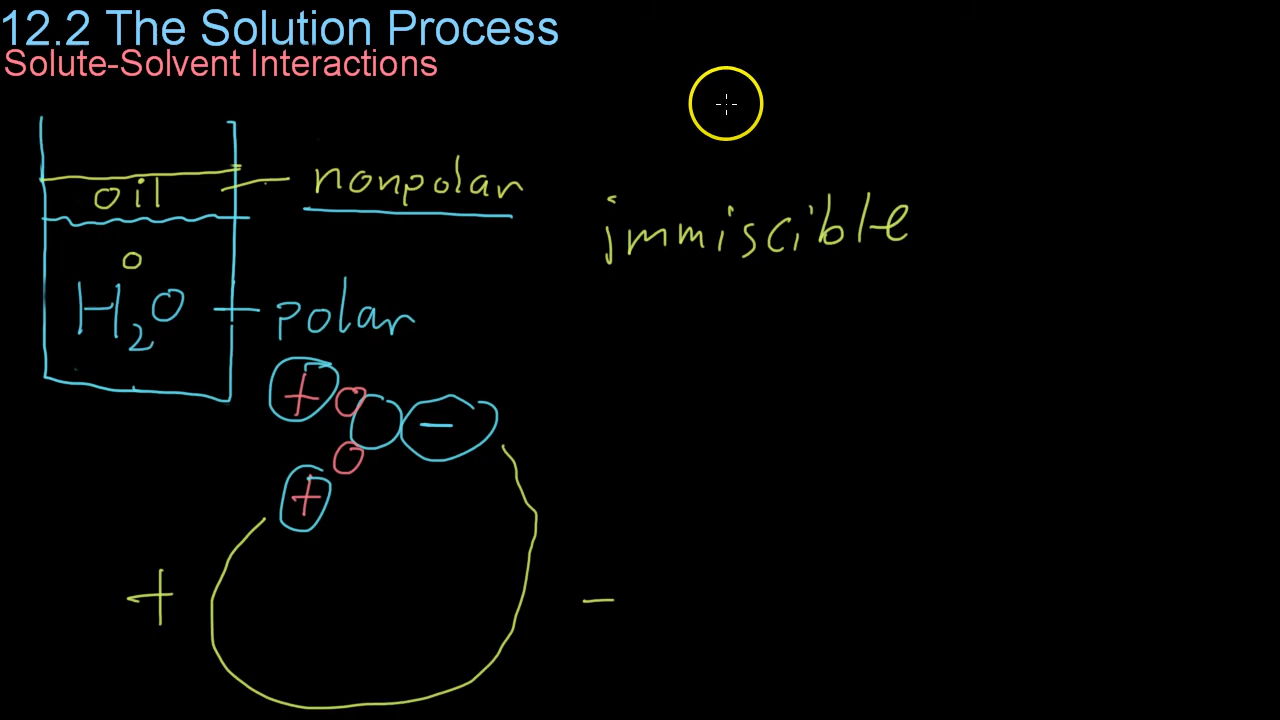 12.2 The Solution Process
Solute-Solvent Interactions
oil
nonpolar
immiscible
H₂O
polar
+
-
+
+
-